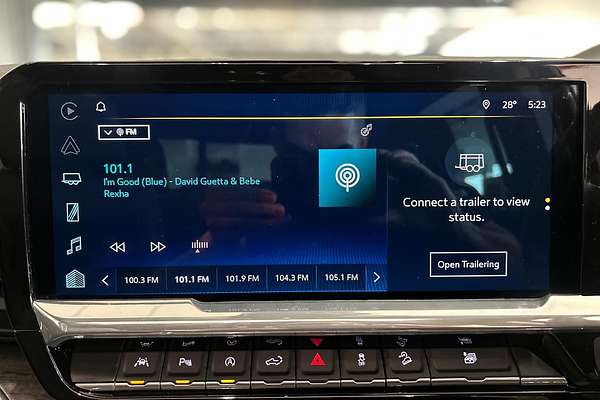 28° 5:23
FM
101.1
I'm Good (Blue) - David Guetta & Bebe
Rexha
Connect a trailer to view
status.
Open Trailering
100.3 FM 101.1 FM 101.9 FM 104.3 FM 105.1 FM
P
A